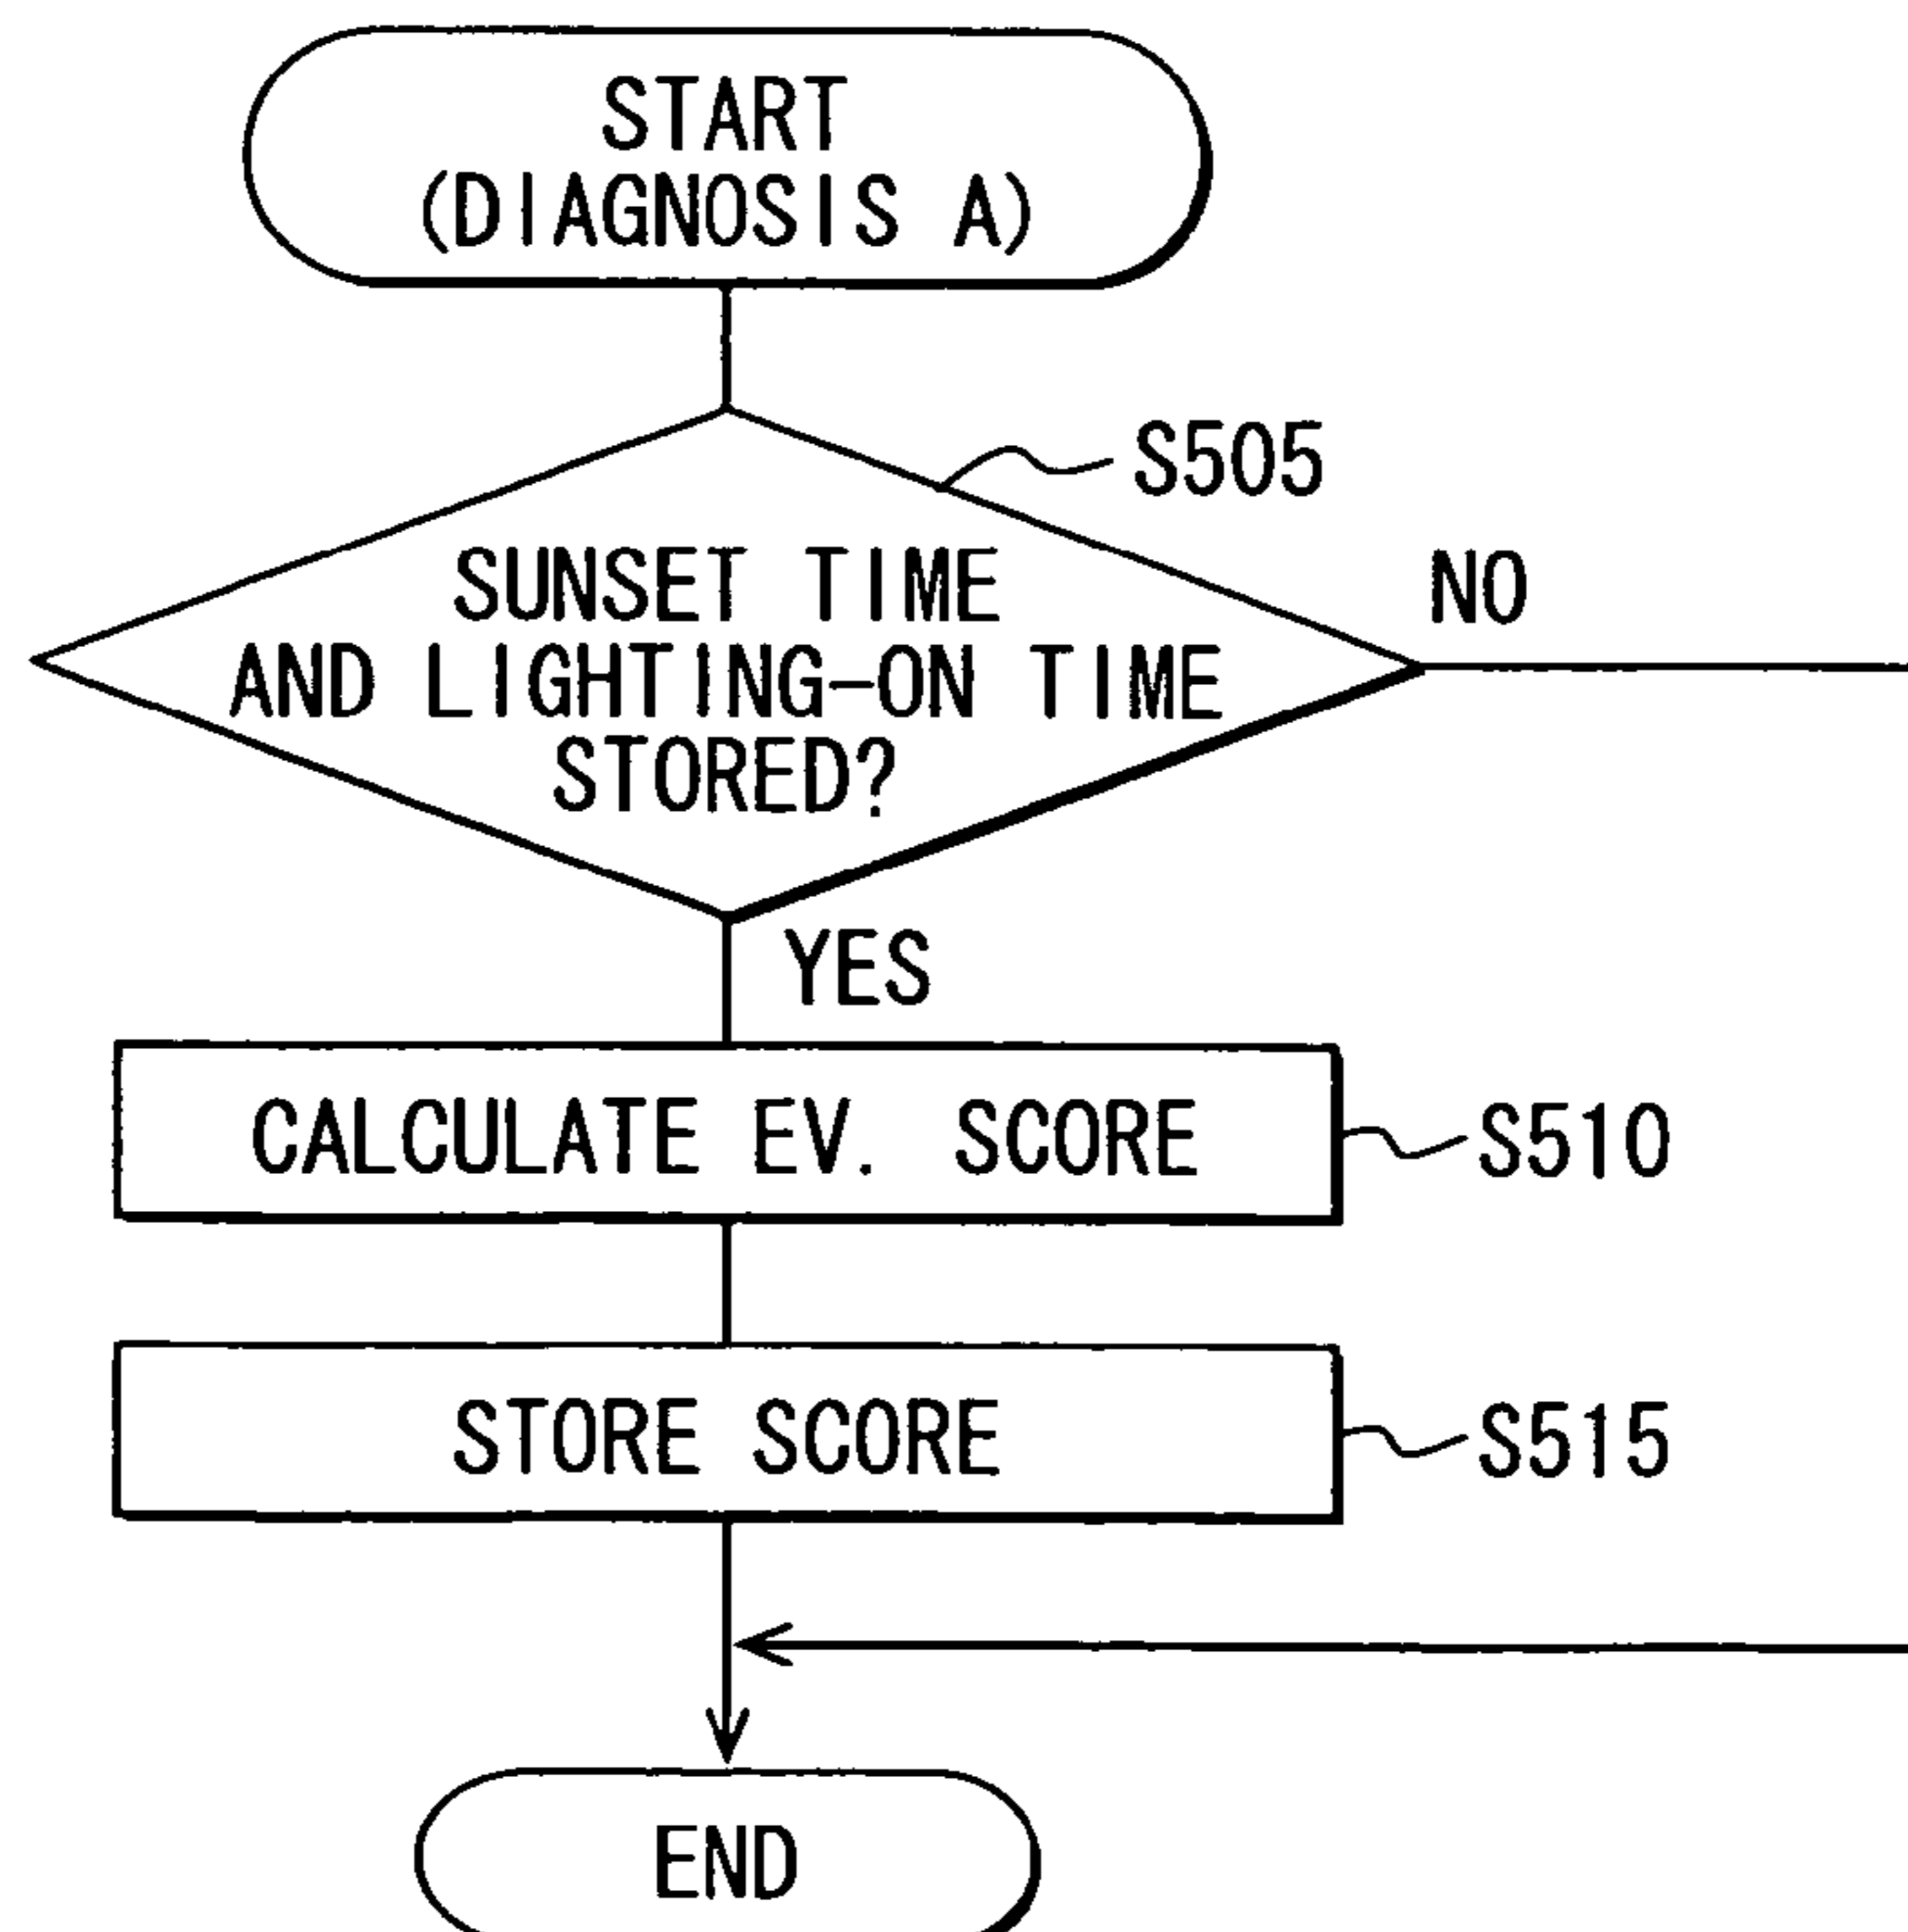 START
(DIAGNOSIS A)
S505
SUNSET TIME
AND LIGHTING-ON TIME
STORED?
NO
YES
CALCULATE EV. SCORE
S510
STORE SCORE
S515
END